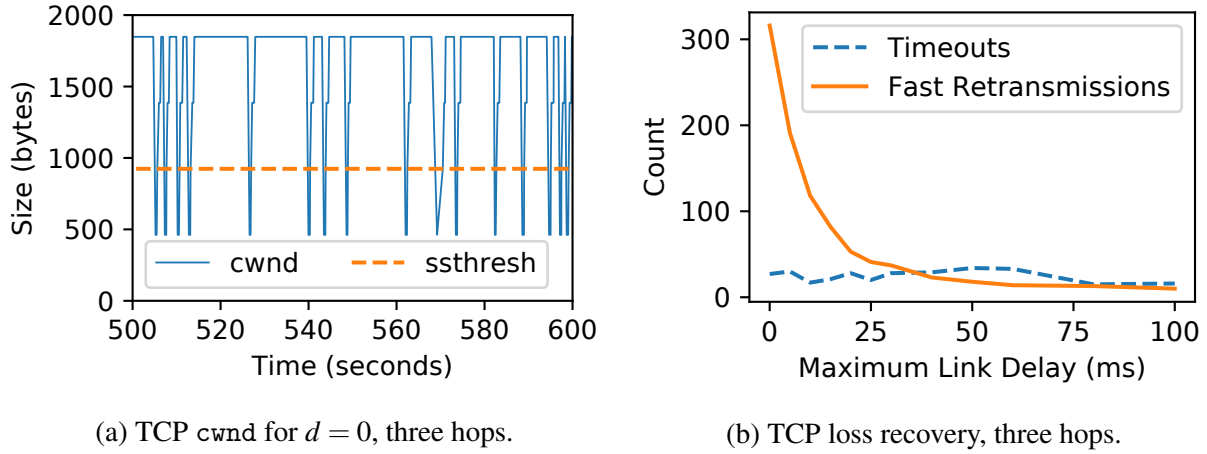 Size (bytes)
2000
1500
1000
500
0
cwnd
ssthresh
500
520
540
560
580
600
Time (seconds)
(a) TCP cwnd for d = 0, three hops.
Count
300
200
100
0
Timeouts
Fast Retransmissions
0
25
50
75
100
Maximum Link Delay (ms)
(b) TCP loss recovery, three hops.